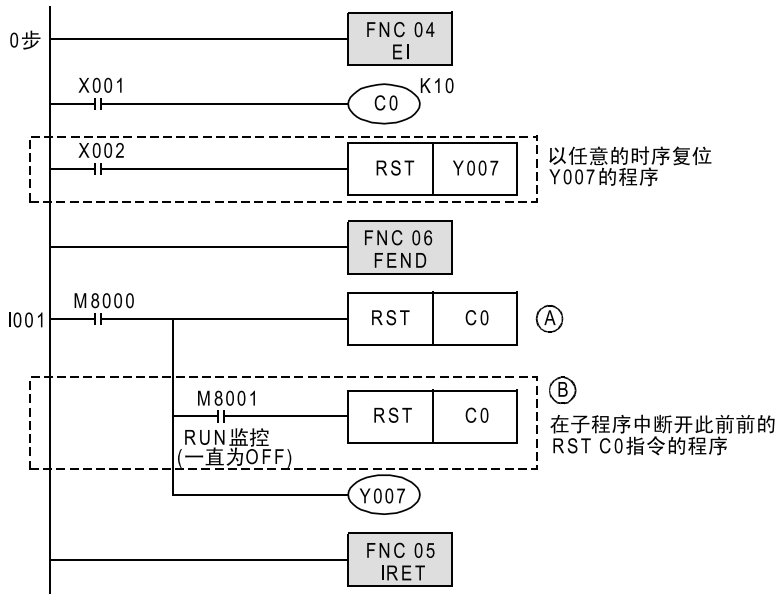 0步
FNC 04
EI
X001
C0
K10
X002
RST
Y007
以任意的时序复位
Y007的程序
FNC 06
FEND
I001
M8000
RST
C0
A
M8001
RUN监控
(一直为OFF)
RST
C0
B
在子程序中断开此前前的
RST C0指令的程序
Y007
FNC 05
IRET